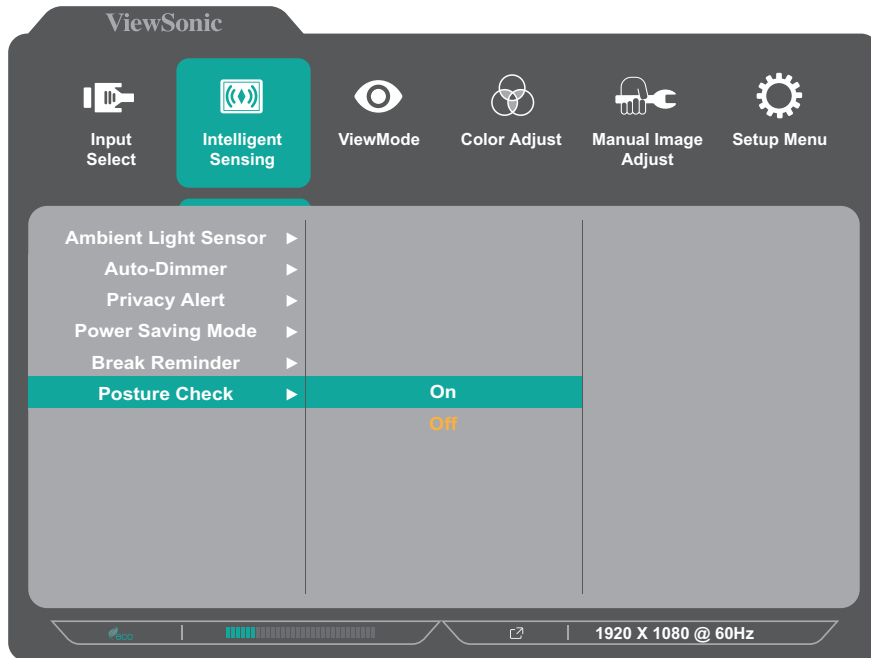 ViewSonic
Input
Select
Intelligent
Sensing
ViewMode
Color Adjust
Manual Image
Adjust
Setup Menu
Ambient Light Sensor
Auto-Dimmer
Privacy Alert
Power Saving Mode
Break Reminder
Posture Check
On
Off
eco
1920 X 1080 @ 60Hz